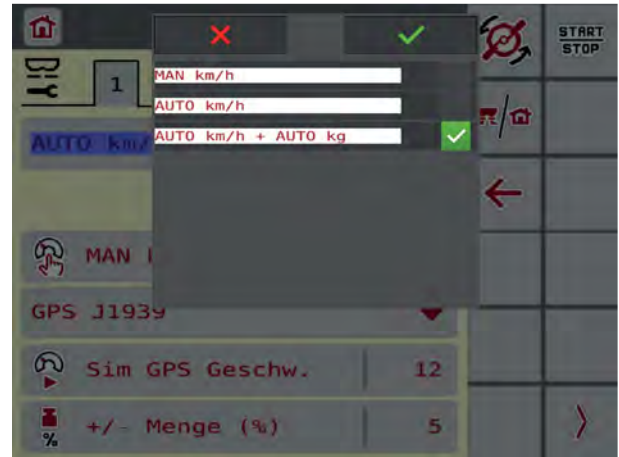 START
STOP
1
MAN km/h
AUTO km/h
AUTO km/h + AUTO kg
AUTO km/
MAN
GPS J1939
Sim GPS Geschw. 12
% +/- Menge (%) 5